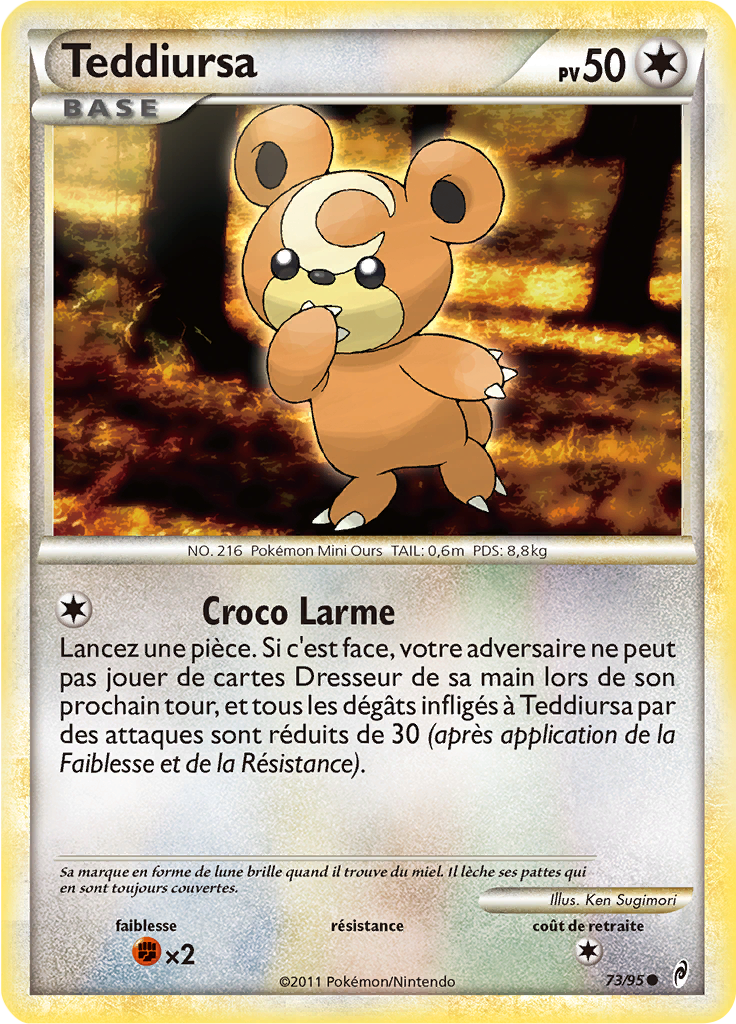 Teddiursa
PV 50
BASE
NO. 216 Pokémon Mini Ours TAIL: 0,6m PDS: 8,8kg
Croco Larme
Lancez une pièce. Si c'est face, votre adversaire ne peut
pas jouer de cartes Dresseur de sa main lors de son
prochain tour, et tous les dégâts infligés à Teddiursa par
des attaques sont réduits de 30 (après application de la
Faiblesse et de la Résistance).
Sa marque en forme de lune brille quand il trouve du miel. Il lèche ses pattes qui
en sont toujours couvertes.
Illus. Ken Sugimori
faiblesse résistance coût de retraite
×2
©2011 Pokémon/Nintendo
73/95